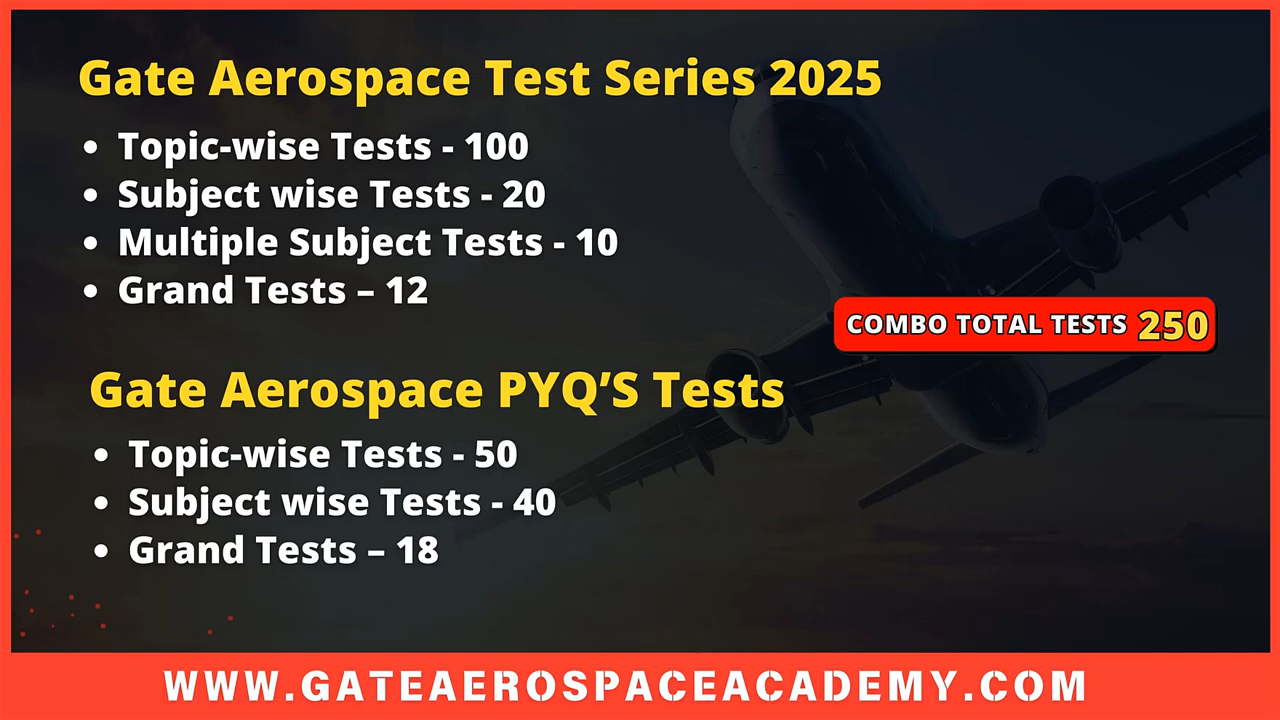 Gate Aerospace Test Series 2025
• Topic-wise Tests - 100
• Subject wise Tests - 20
• Multiple Subject Tests - 10
• Grand Tests – 12
COMBO TOTAL TESTS 250
Gate Aerospace PYQ’S Tests
• Topic-wise Tests - 50
• Subject wise Tests - 40
• Grand Tests – 18
WWW.GATEAEROSPACEACADEMY.COM